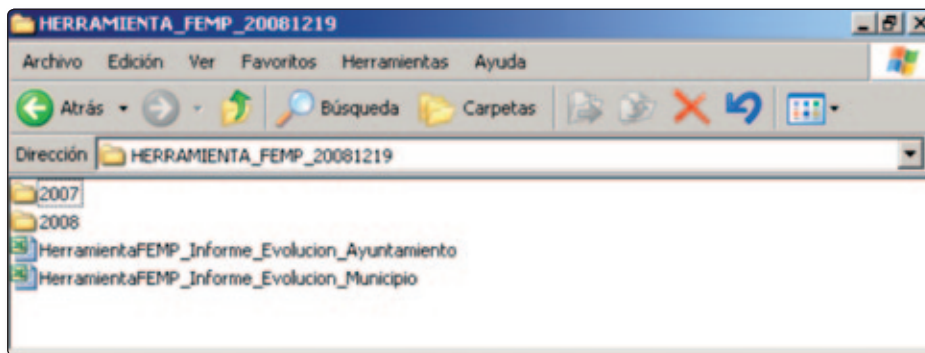 HERRAMIENTA_FEMP_20081219
Archivo Edición Ver Favoritos Herramientas Ayuda
Atrás Búsqueda Carpetas
Dirección HERRAMIENTA_FEMP_20081219
2007
2008
HerramientaFEMP_Informe_Evolucion_Ayuntamiento
HerramientaFEMP_Informe_Evolucion_Municipio